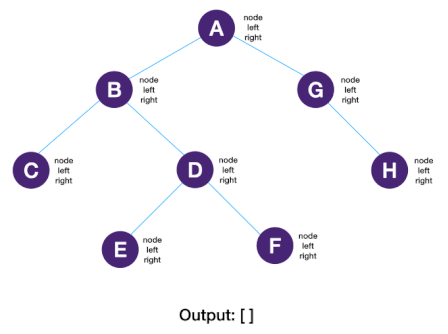 A
node
left
right
B
node
left
right
G
node
left
right
C
node
left
right
D
node
left
right
H
node
left
right
E
node
left
right
F
node
left
right
Output: [ ]